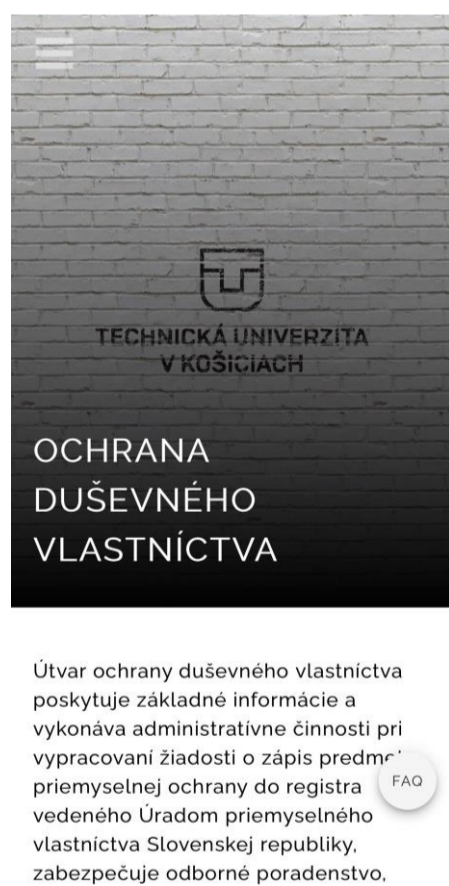 TECHNICKÁ UNIVERZITA
V KOŠICIACH
OCHRANA
DUŠEVNÉHO
VLASTNÍCTVA
Útvar ochrany duševného vlastníctva
poskytuje základné informácie a
vykonáva administratívne činnosti pri
vypracovaní žiadosti o zápis
priemyselnej ochrany do registra
FAQ
vedeného Úradom priemyselného
vlastníctva Slovenskej republiky,
zabezpečuje odborné poradenstvo,